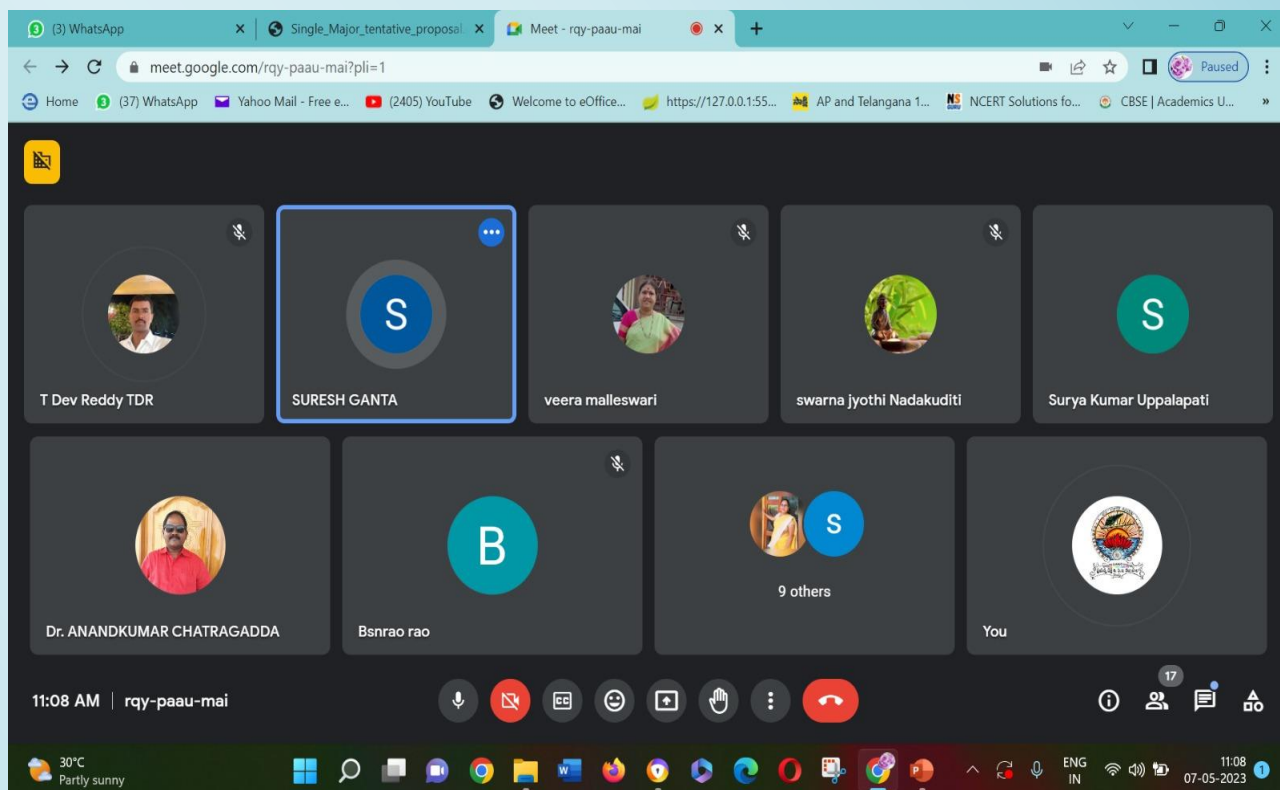 (3) WhatsApp
Single_Major_tentative_proposal
Meet - rqy-paau-mai
meet.google.com/rqy-paau-mai?pli=1
Paused
Home
(37) WhatsApp
Yahoo Mail - Free e...
(2405) YouTube
Welcome to eOffice...
https://127.0.0.1:55...
AP and Telangana 1...
NCERT Solutions fo...
CBSE | Academics U...
»
S
S
T Dev Reddy TDR
SURESH GANTA
veera malleswari
swarna jyothi Nadakuditi
Surya Kumar Uppalapati
B
S
9 others
Dr. ANANDKUMAR CHATRAGADDA
Bsnrao rao
You
11:08 AM | rqy-paau-mai
CC
17
30°C
Partly sunny
ENG
IN
11:08
07-05-2023
1